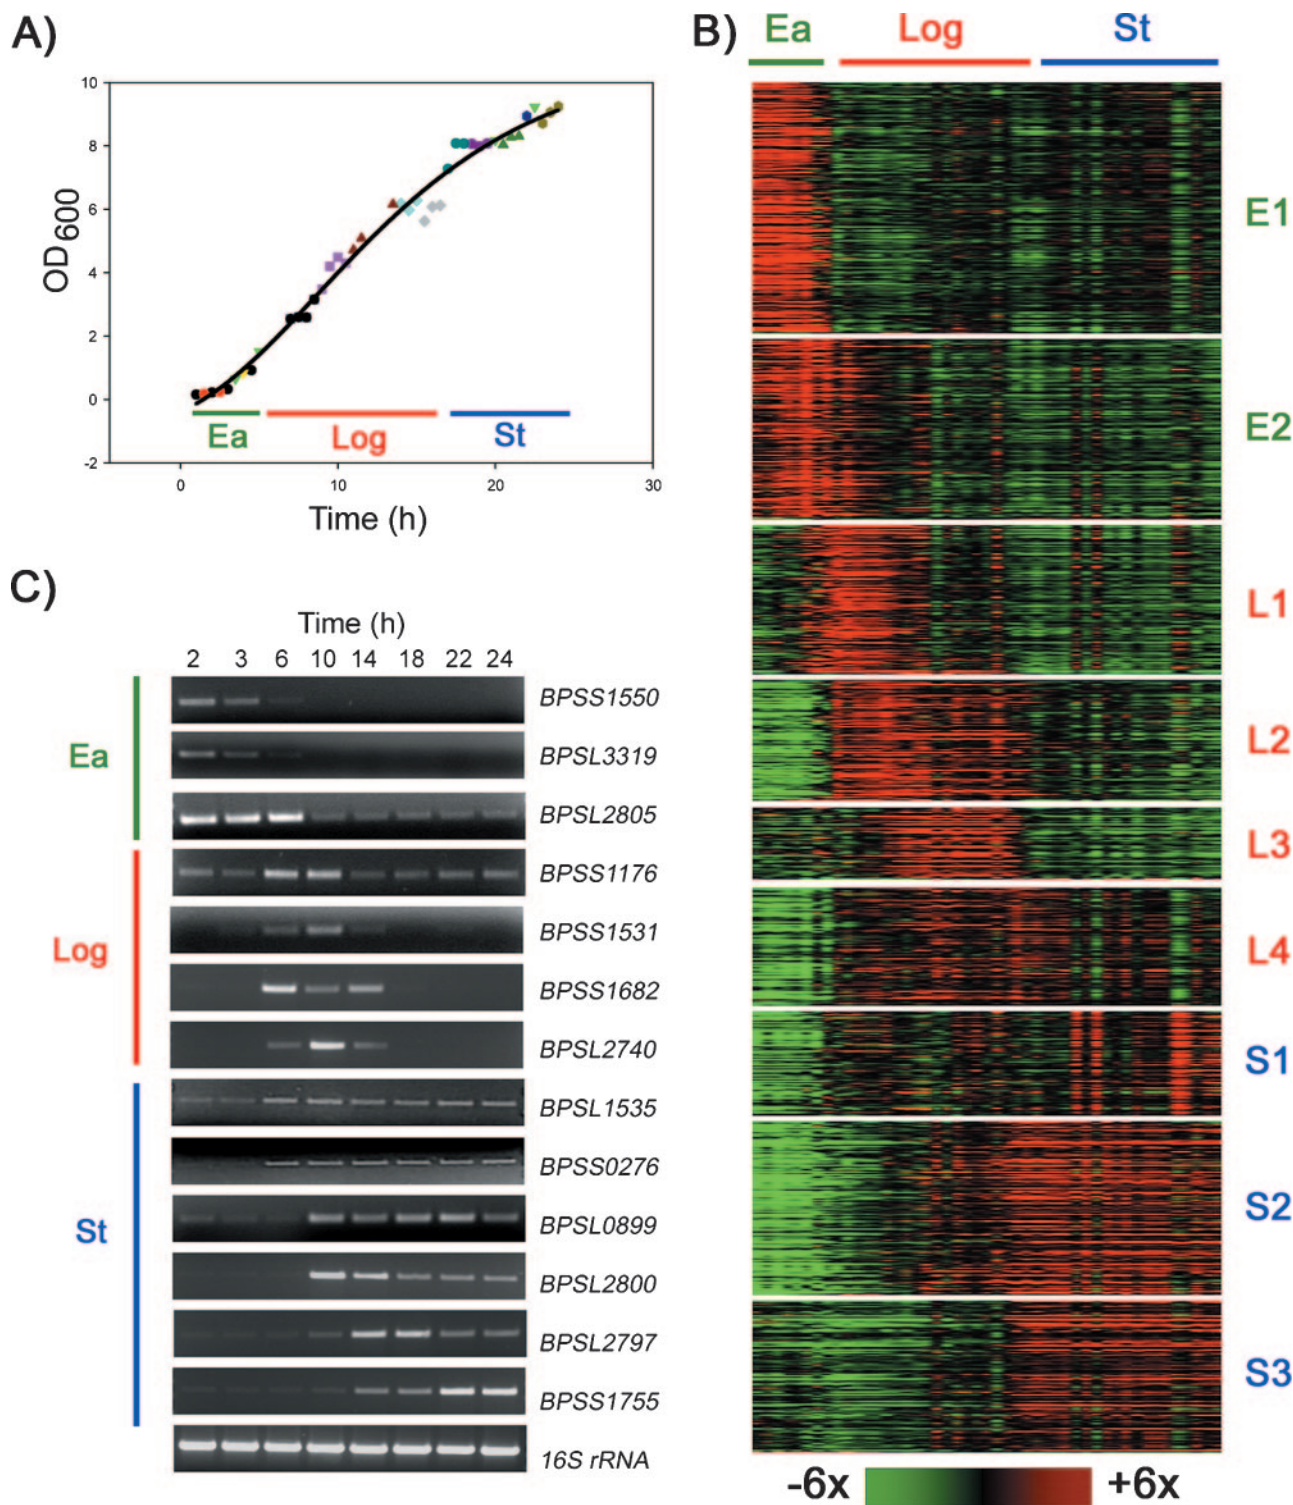 A)
10
8
6
4
2
0
-2
OD600
Ea
Log
St
0
10
20
30
Time (h)
B)
Ea
Log
St
E1
E2
L1
L2
L3
L4
S1
S2
S3
-6x
+6x
C)
Time (h)
2 3 6 10 14 18 22 24
Ea
Log
St
BPSS1550
BPSL3319
BPSL2805
BPSS1176
BPSS1531
BPSS1682
BPSL2740
BPSL1535
BPSS0276
BPSL0899
BPSL2800
BPSL2797
BPSS1755
16S rRNA